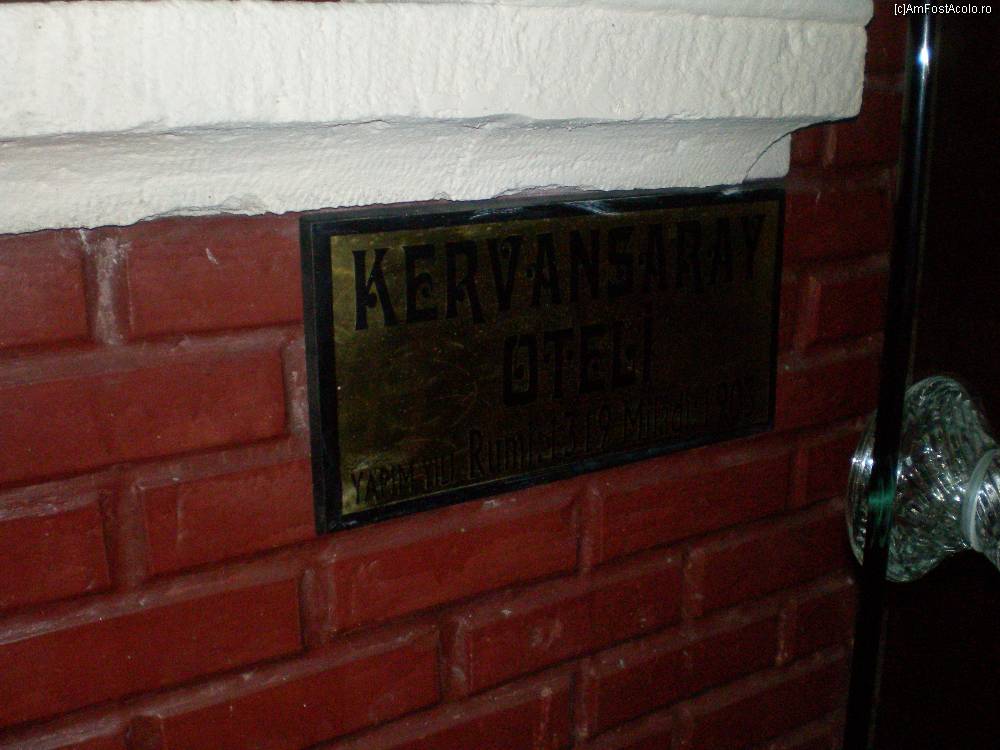 (c)AmFostAcolo.ro
KERVANSARAY
OTELİ
YAPIM YILI Rumi 1319 Miladi